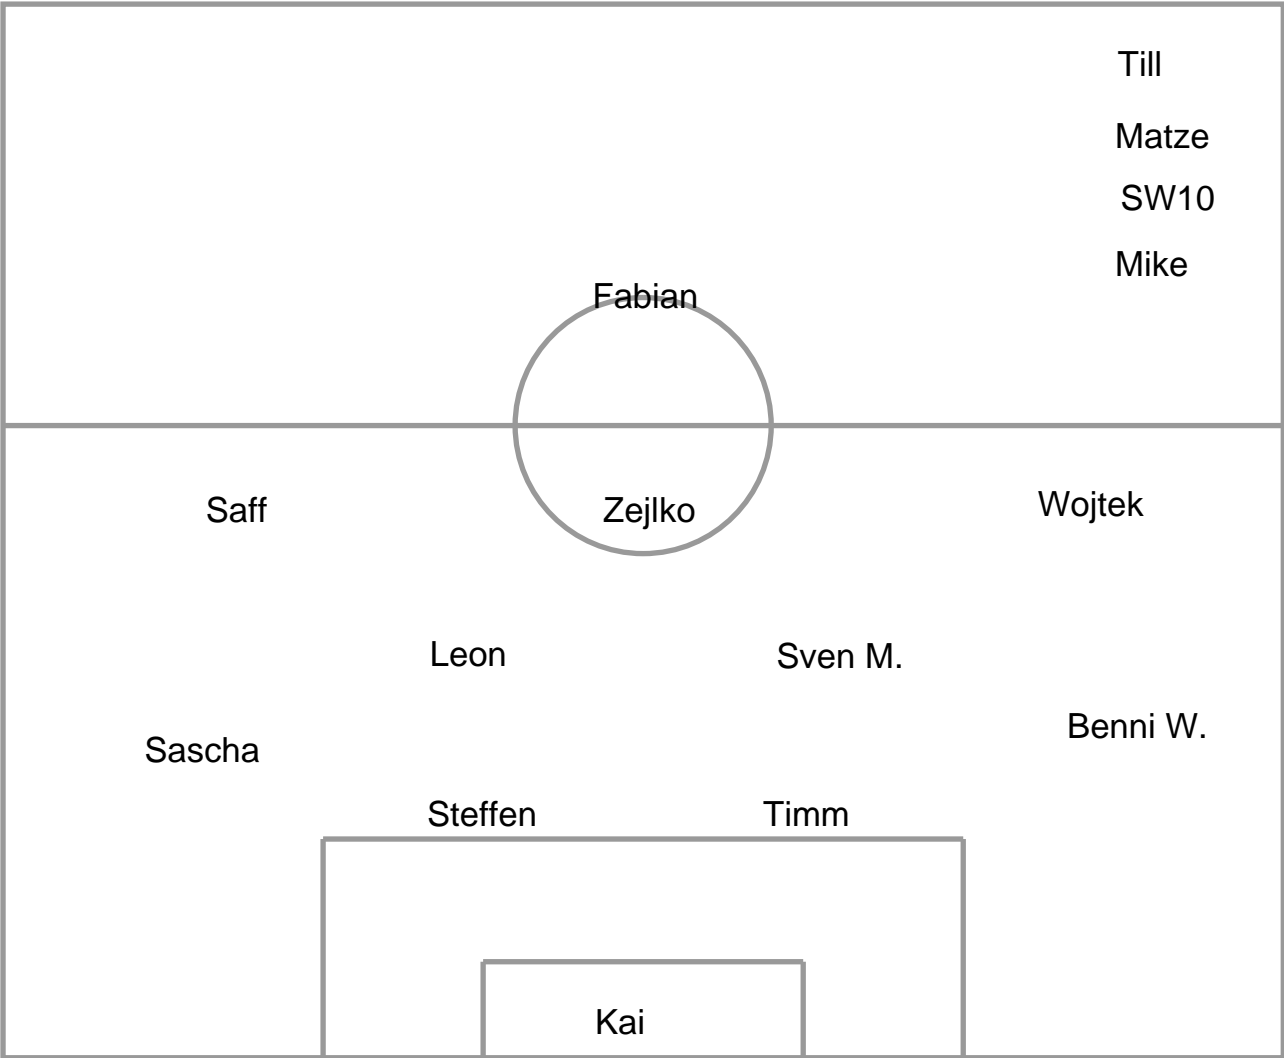 Till
Matze
SW10
Mike
Fabian
Saff
Zejlko
Wojtek
Leon
Sven M.
Benni W.
Sascha
Steffen
Timm
Kai